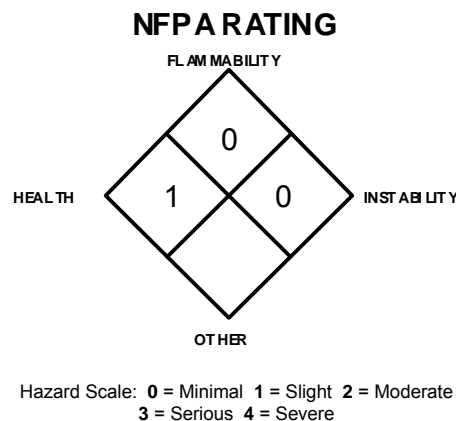 NFPA RATING
FLAMMABILITY
0
HEALTH
1
0
INSTABILITY
OTHER
Hazard Scale: 0 = Minimal 1 = Slight 2 = Moderate
3 = Serious 4 = Severe